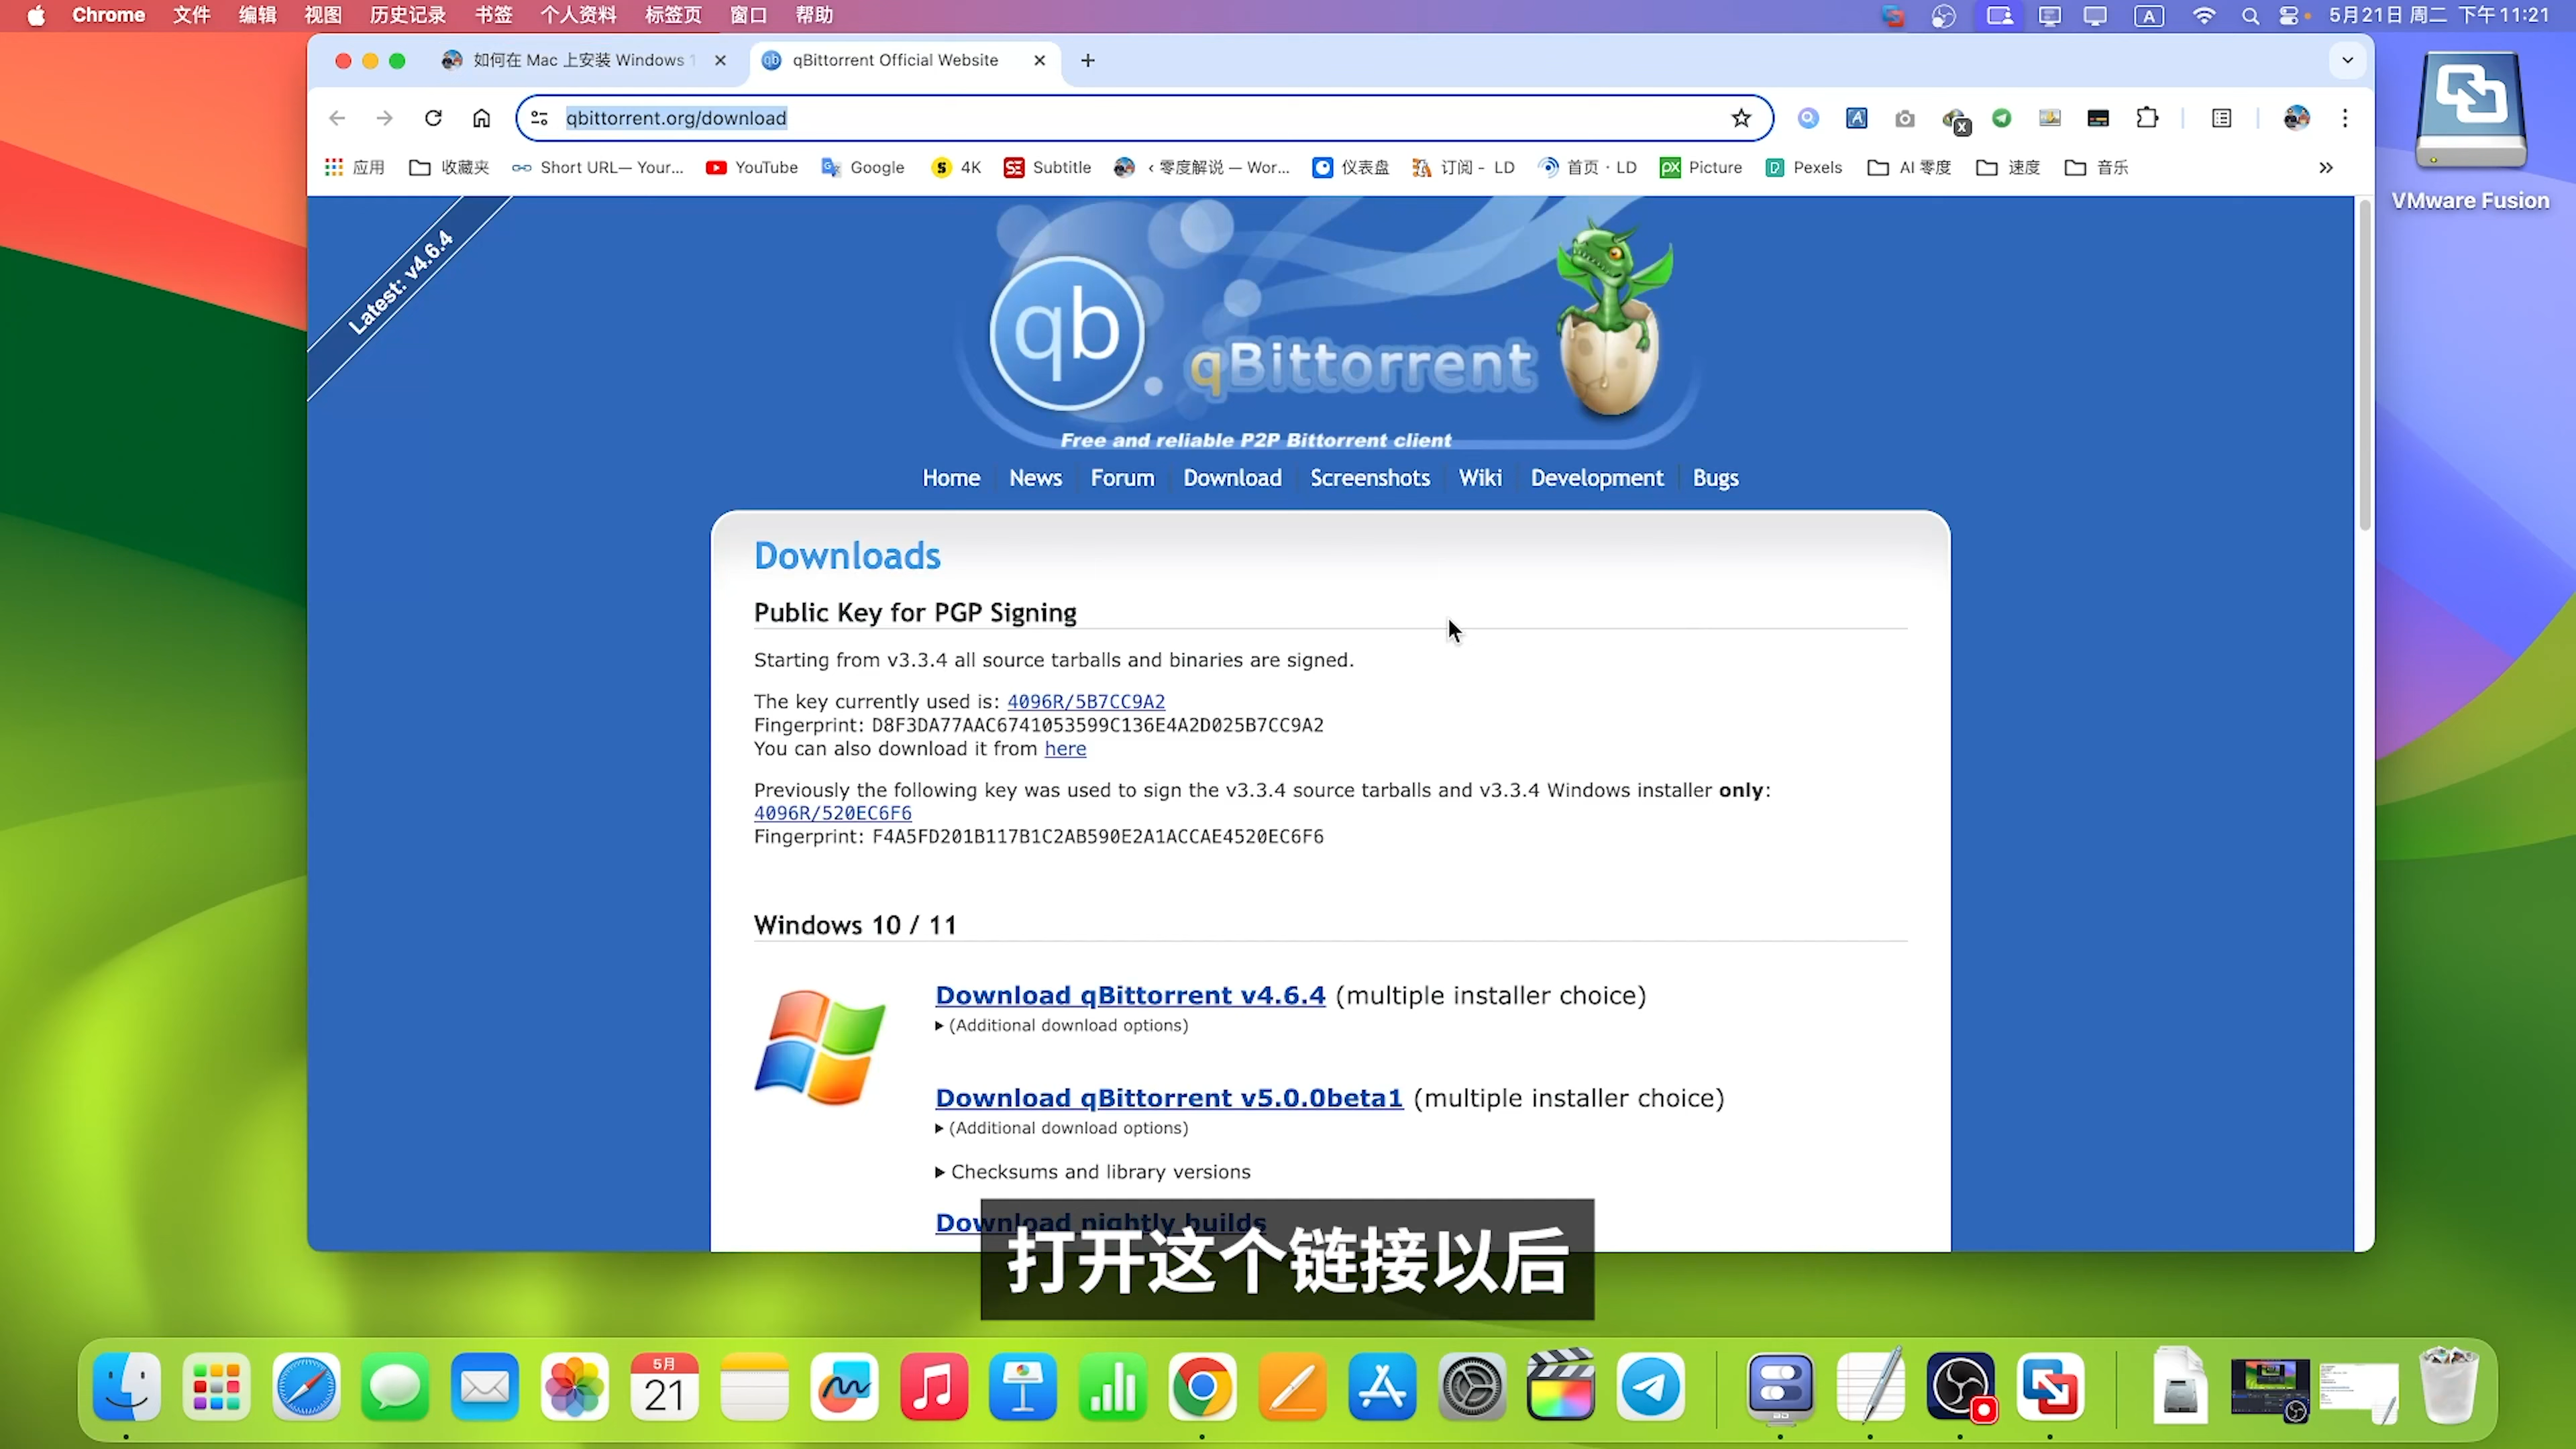 Chrome 文件 编辑 视图 历史记录 书签 个人资料 标签页 窗口 帮助
A 5月21日 周二 下午11:21
如何在 Mac 上安装 Windows 1
qBittorrent Official Website
qbittorrent.org/download
应用 收藏夹 Short URL— Your... YouTube Google 4K Subtitle ‹ 零度解说 — Wor... 仪表盘 订阅 - LD 首页 · LD Picture Pexels AI 零度 速度 音乐
VMware Fusion
Latest: v4.6.4
qb
qBittorrent
Free and reliable P2P Bittorrent client
Home News Forum Download Screenshots Wiki Development Bugs
Downloads
Public Key for PGP Signing
Starting from v3.3.4 all source tarballs and binaries are signed.
The key currently used is: 4096R/5B7CC9A2
Fingerprint: D8F3DA77AAC6741053599C136E4A2D025B7CC9A2
You can also download it from here
Previously the following key was used to sign the v3.3.4 source tarballs and v3.3.4 Windows installer only:
4096R/520EC6F6
Fingerprint: F4A5FD201B117B1C2AB590E2A1ACCAE4520EC6F6
Windows 10 / 11
Download qBittorrent v4.6.4 (multiple installer choice)
(Additional download options)
Download qBittorrent v5.0.0beta1 (multiple installer choice)
(Additional download options)
Checksums and library versions
Download nightly builds
打开这个链接以后
5月
21